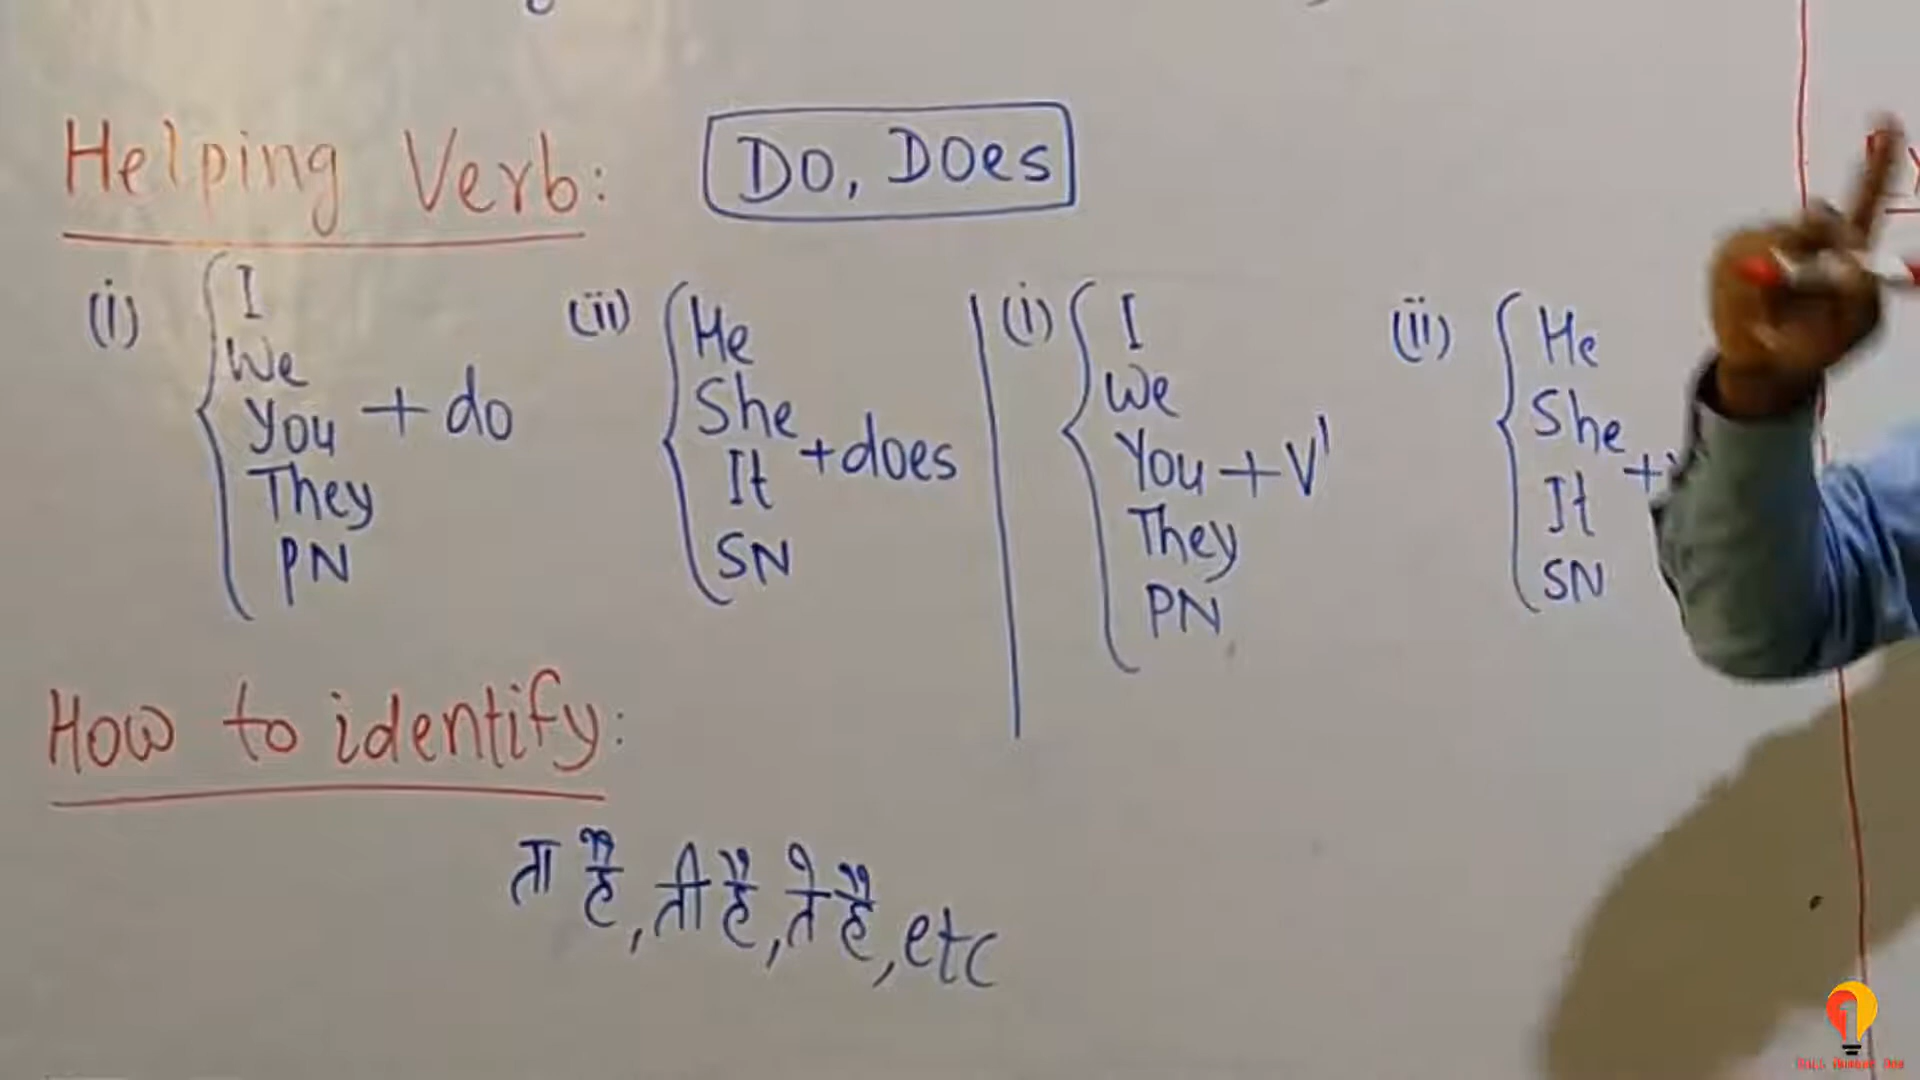 Helping Verb: DO, DOes
(i) I
We
You + do
They
PN
(ii) He
She
It +does
SN
(i) I
We
You + V'
They
PN
(ii) He
She
It
SN
How to identify:
ता है, ती है, ते है, etc